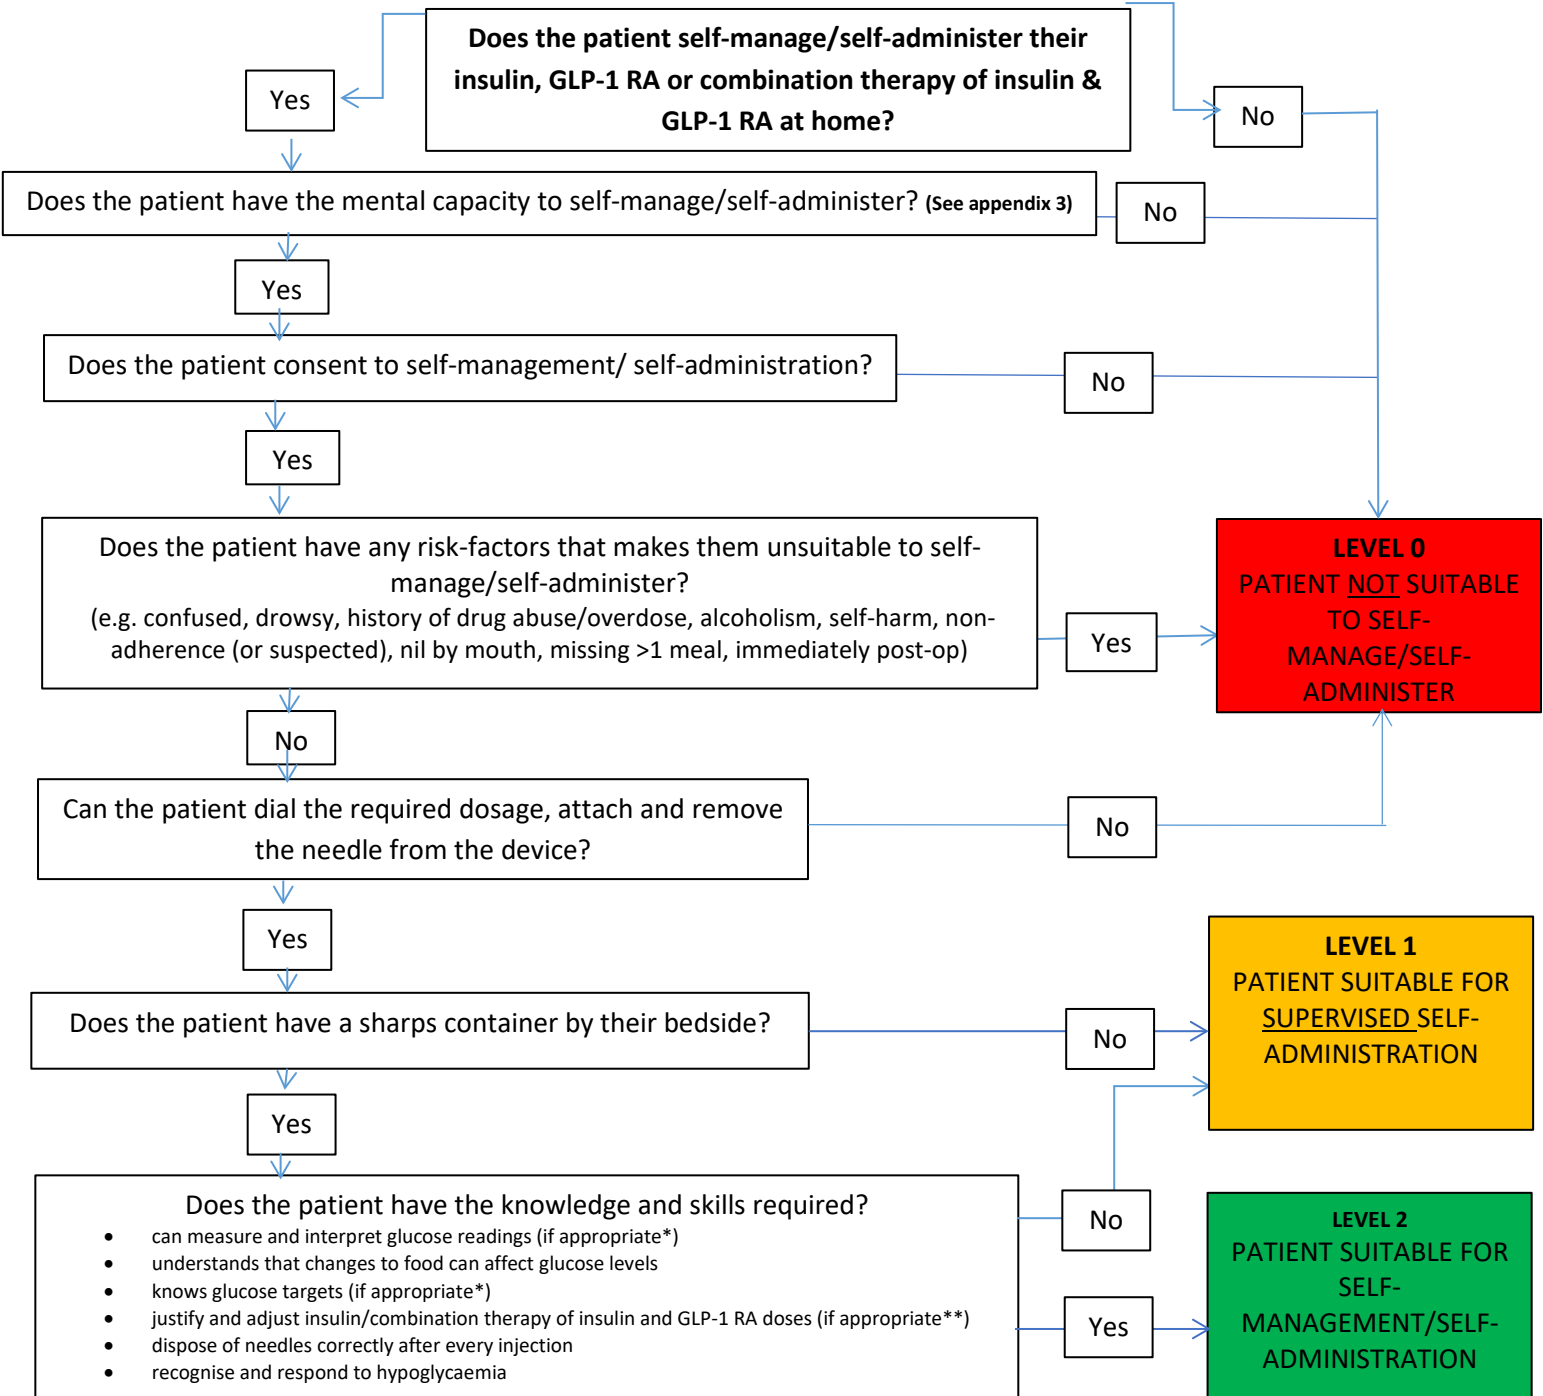 Does the patient self-manage/self-administer their
insulin, GLP-1 RA or combination therapy of insulin &
GLP-1 RA at home?
Yes
No
Does the patient have the mental capacity to self-manage/self-administer? (See appendix 3)
No
Yes
Does the patient consent to self-management/ self-administration?
No
Yes
Does the patient have any risk-factors that makes them unsuitable to self-
manage/self-administer?
(e.g. confused, drowsy, history of drug abuse/overdose, alcoholism, self-harm, non-
adherence (or suspected), nil by mouth, missing >1 meal, immediately post-op)
Yes
LEVEL 0
PATIENT NOT SUITABLE
TO SELF-
MANAGE/SELF-
ADMINISTER
No
Can the patient dial the required dosage, attach and remove
the needle from the device?
No
Yes
Does the patient have a sharps container by their bedside?
No
LEVEL 1
PATIENT SUITABLE FOR
SUPERVISED SELF-
ADMINISTRATION
Yes
Does the patient have the knowledge and skills required?
• can measure and interpret glucose readings (if appropriate*)
• understands that changes to food can affect glucose levels
• knows glucose targets (if appropriate*)
• justify and adjust insulin/combination therapy of insulin and GLP-1 RA doses (if appropriate**)
• dispose of needles correctly after every injection
• recognise and respond to hypoglycaemia
No
Yes
LEVEL 2
PATIENT SUITABLE FOR
SELF-
MANAGEMENT/SELF-
ADMINISTRATION